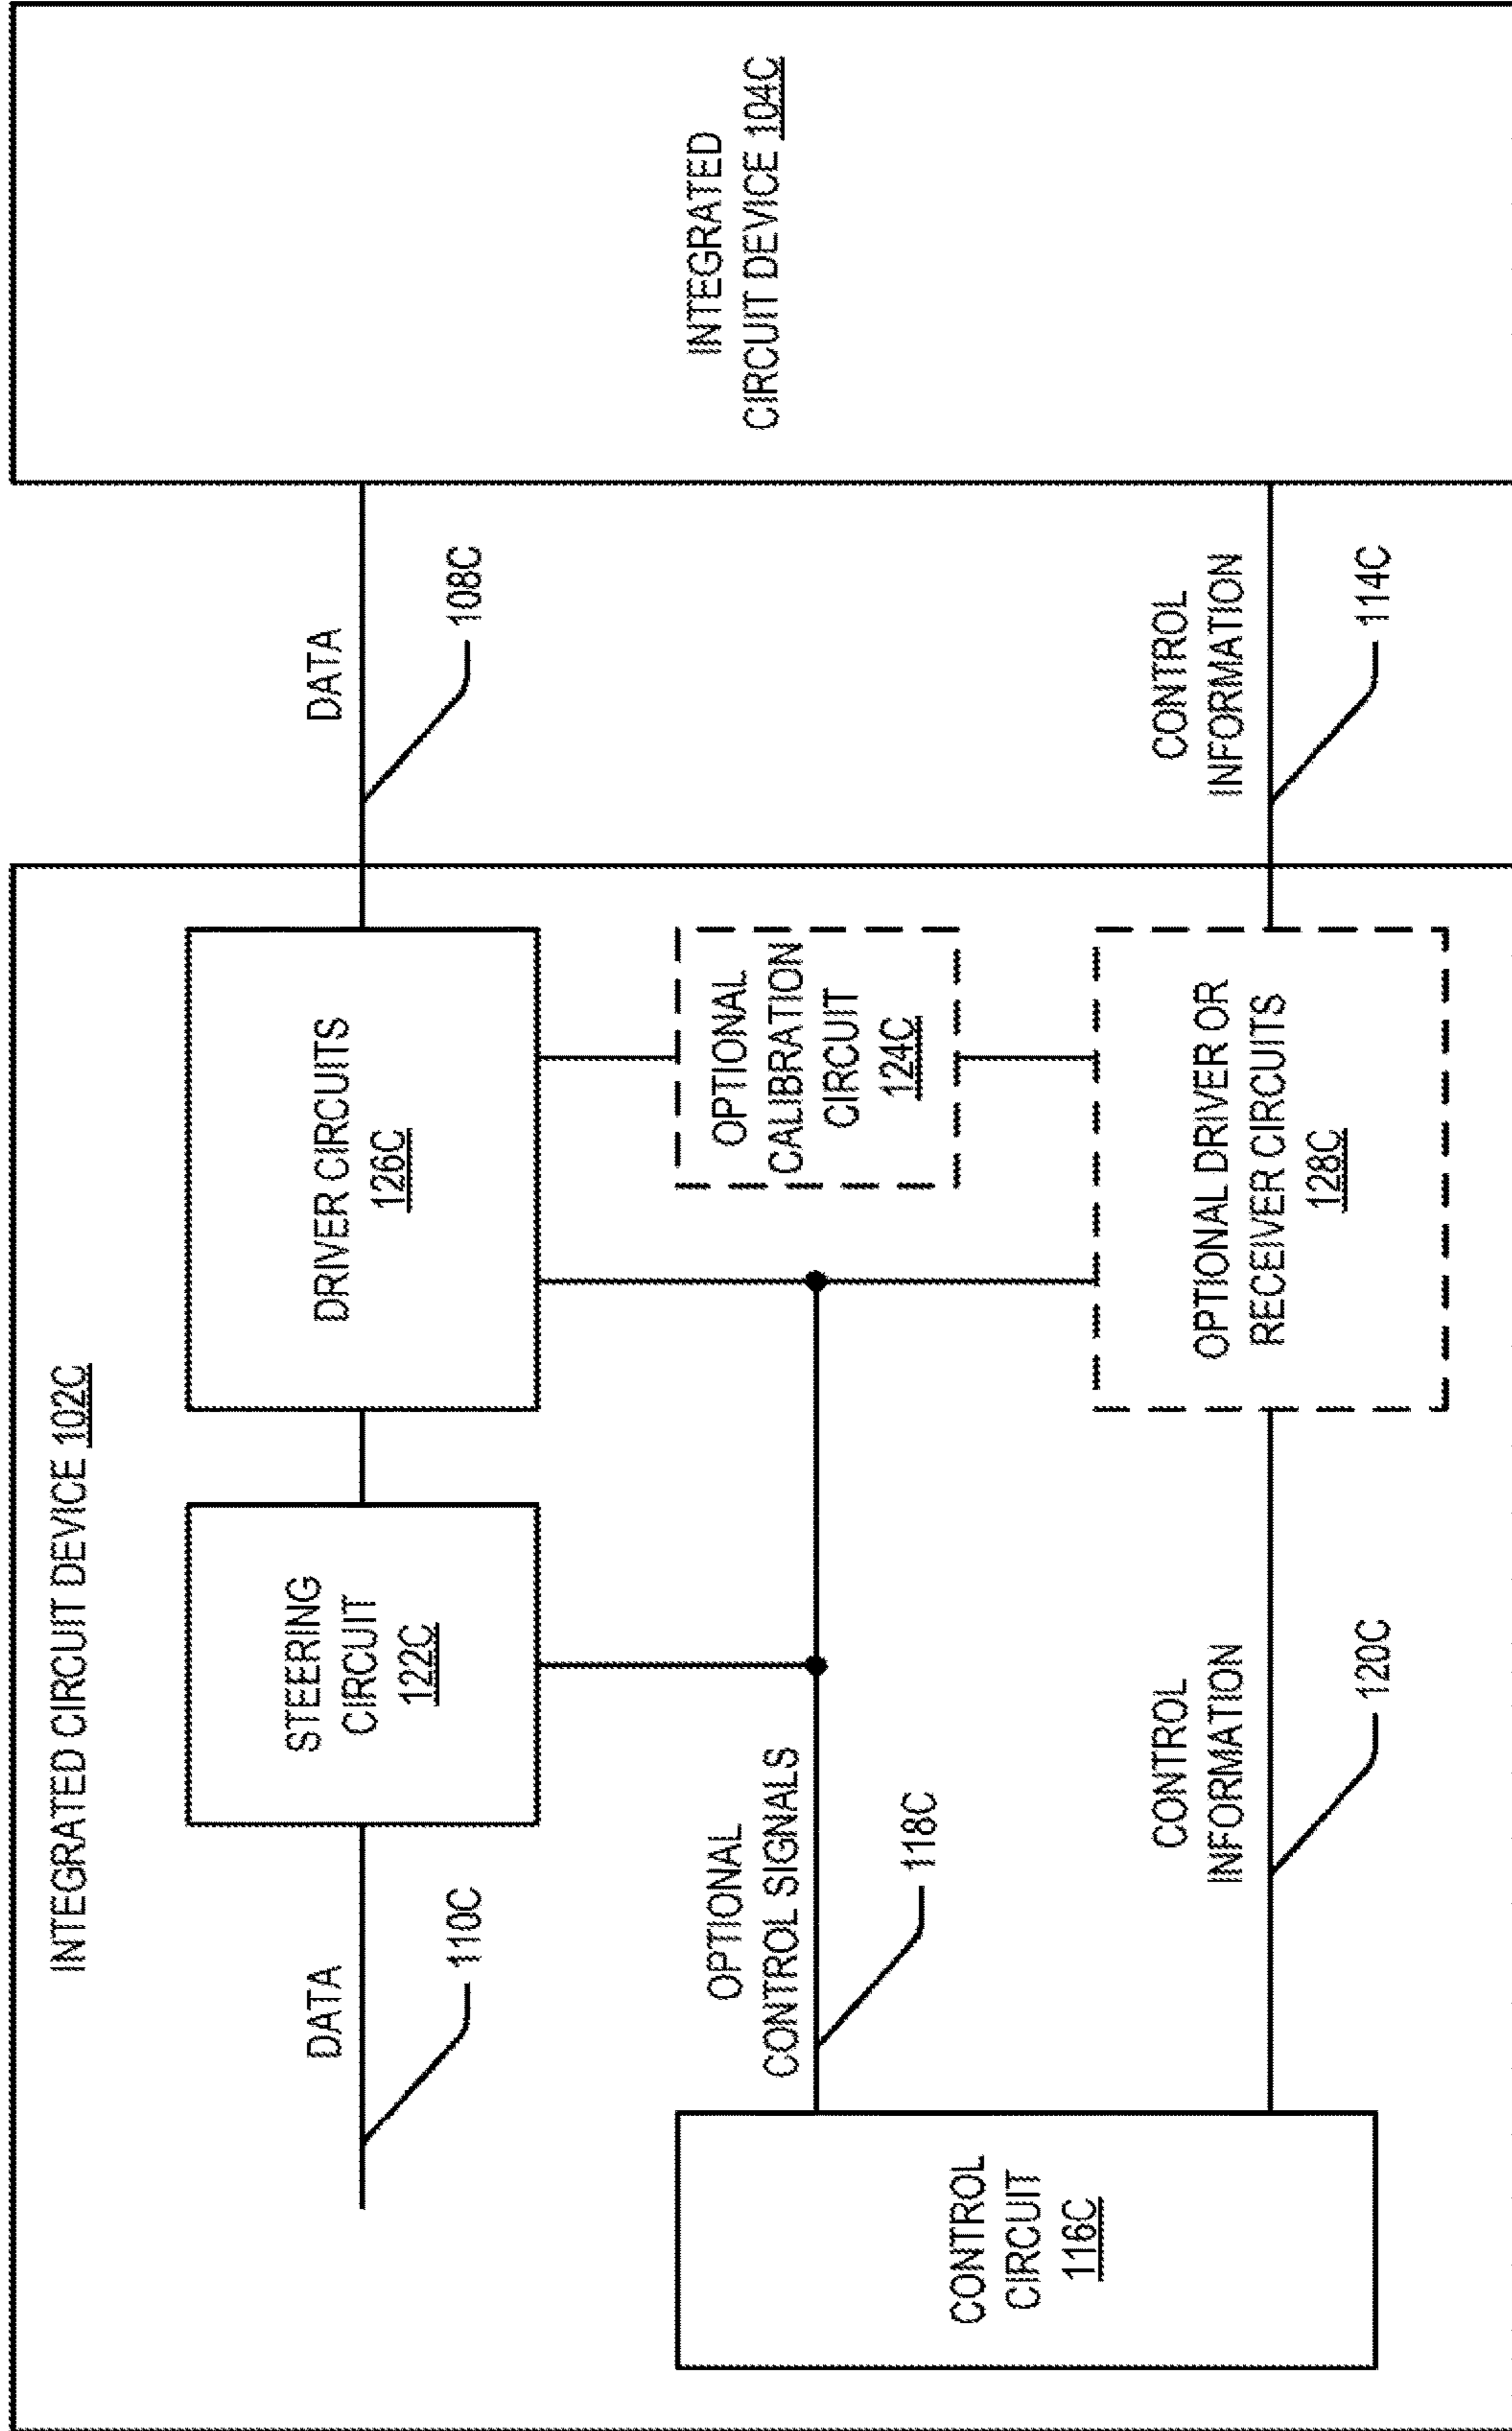 INTEGRATED CIRCUIT DEVICE 102C
DATA
110C
STEERING
CIRCUIT
122C
DRIVER CIRCUITS
126C
DATA
108C
INTEGRATED
CIRCUIT DEVICE 104C
OPTIONAL
CONTROL SIGNALS
118C
OPTIONAL
CALIBRATION
CIRCUIT
124C
CONTROL
CIRCUIT
116C
CONTROL
INFORMATION
120C
OPTIONAL DRIVER OR
RECEIVER CIRCUITS
128C
CONTROL
INFORMATION
114C